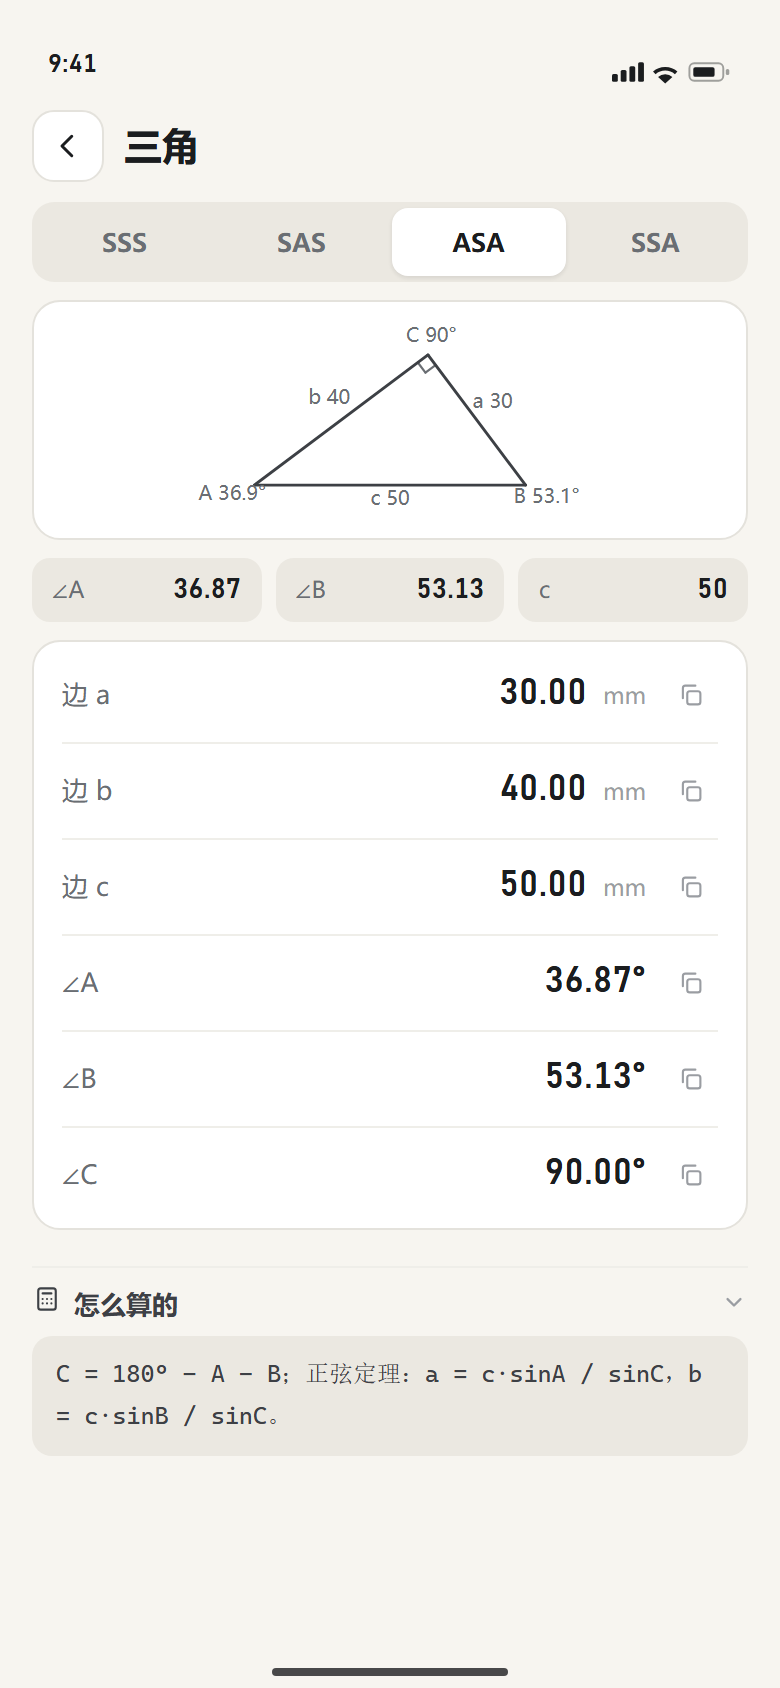 9:41
三角
SSS SAS ASA SSA
C 90°
b 40
a 30
A 36.9°
c 50
B 53.1°
∠A 36.87 ∠B 53.13 c 50
边 a 30.00 mm
边 b 40.00 mm
边 c 50.00 mm
∠A 36.87°
∠B 53.13°
∠C 90.00°
怎么算的
C = 180° − A − B；正弦定理：a = c·sinA / sinC，b
= c·sinB / sinC。